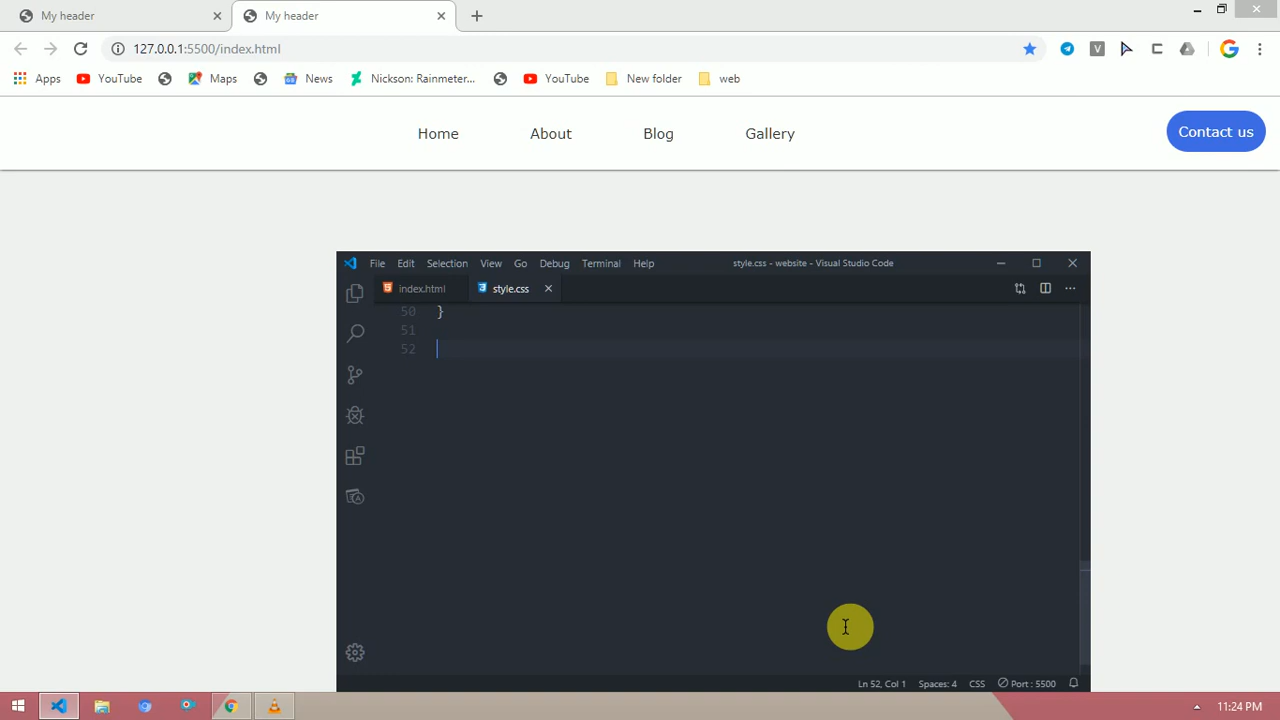 My header
My header
127.0.0.1:5500/index.html
V
Apps
YouTube
Maps
News
Nickson: Rainmeter...
YouTube
New folder
web
Home
About
Blog
Gallery
Contact us
File Edit Selection View Go Debug Terminal Help
style.css - website - Visual Studio Code
index.html
style.css
50 }
51
52
Ln 52, Col 1
Spaces: 4
CSS
Port : 5500
11:24 PM